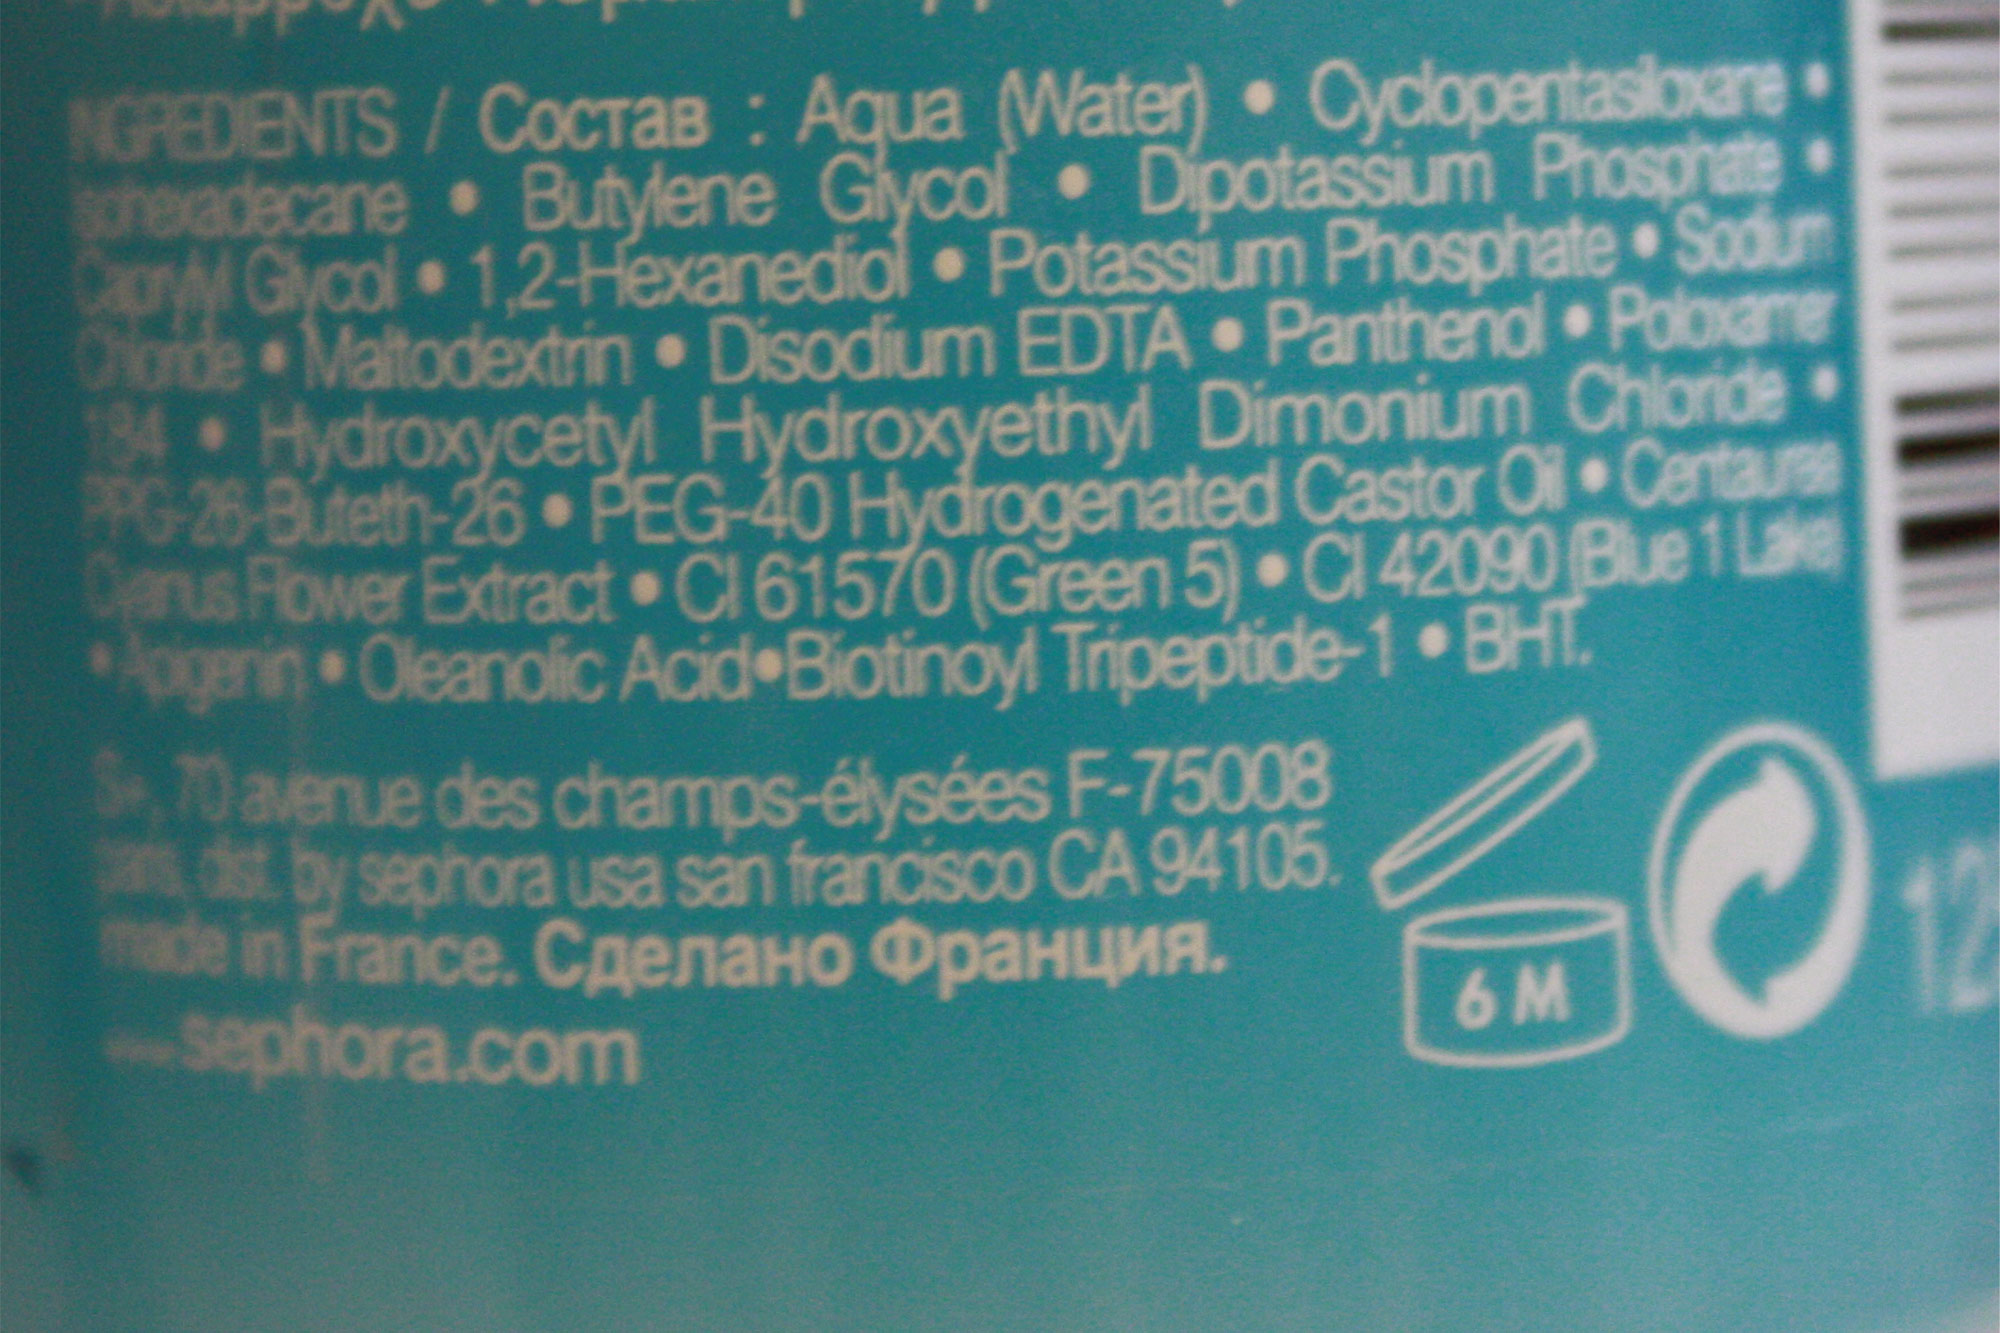 INGREDIENTS / Состав : Aqua (Water) • Cyclopentasiloxane •
Isohexadecane • Butylene Glycol • Dipotassium Phosphate •
Caprylyl Glycol • 1,2-Hexanediol • Potassium Phosphate • Sodium
Chloride • Maltodextrin • Disodium EDTA • Panthenol • Poloxamer
184 • Hydroxycetyl Hydroxyethyl Dimonium Chloride •
PPG-26-Buteth-26 • PEG-40 Hydrogenated Castor Oil • Centaurea
Cyanus Flower Extract • CI 61570 (Green 5) • CI 42090 (Blue 1 Lake)
• Apigenin • Oleanolic Acid•Biotinoyl Tripeptide-1 • BHT.
S+, 70 avenue des champs-élysées F-75008
paris, dist. by sephora usa san francisco CA 94105.
made in France. Сделано Франция.
—sephora.com
6 M
12